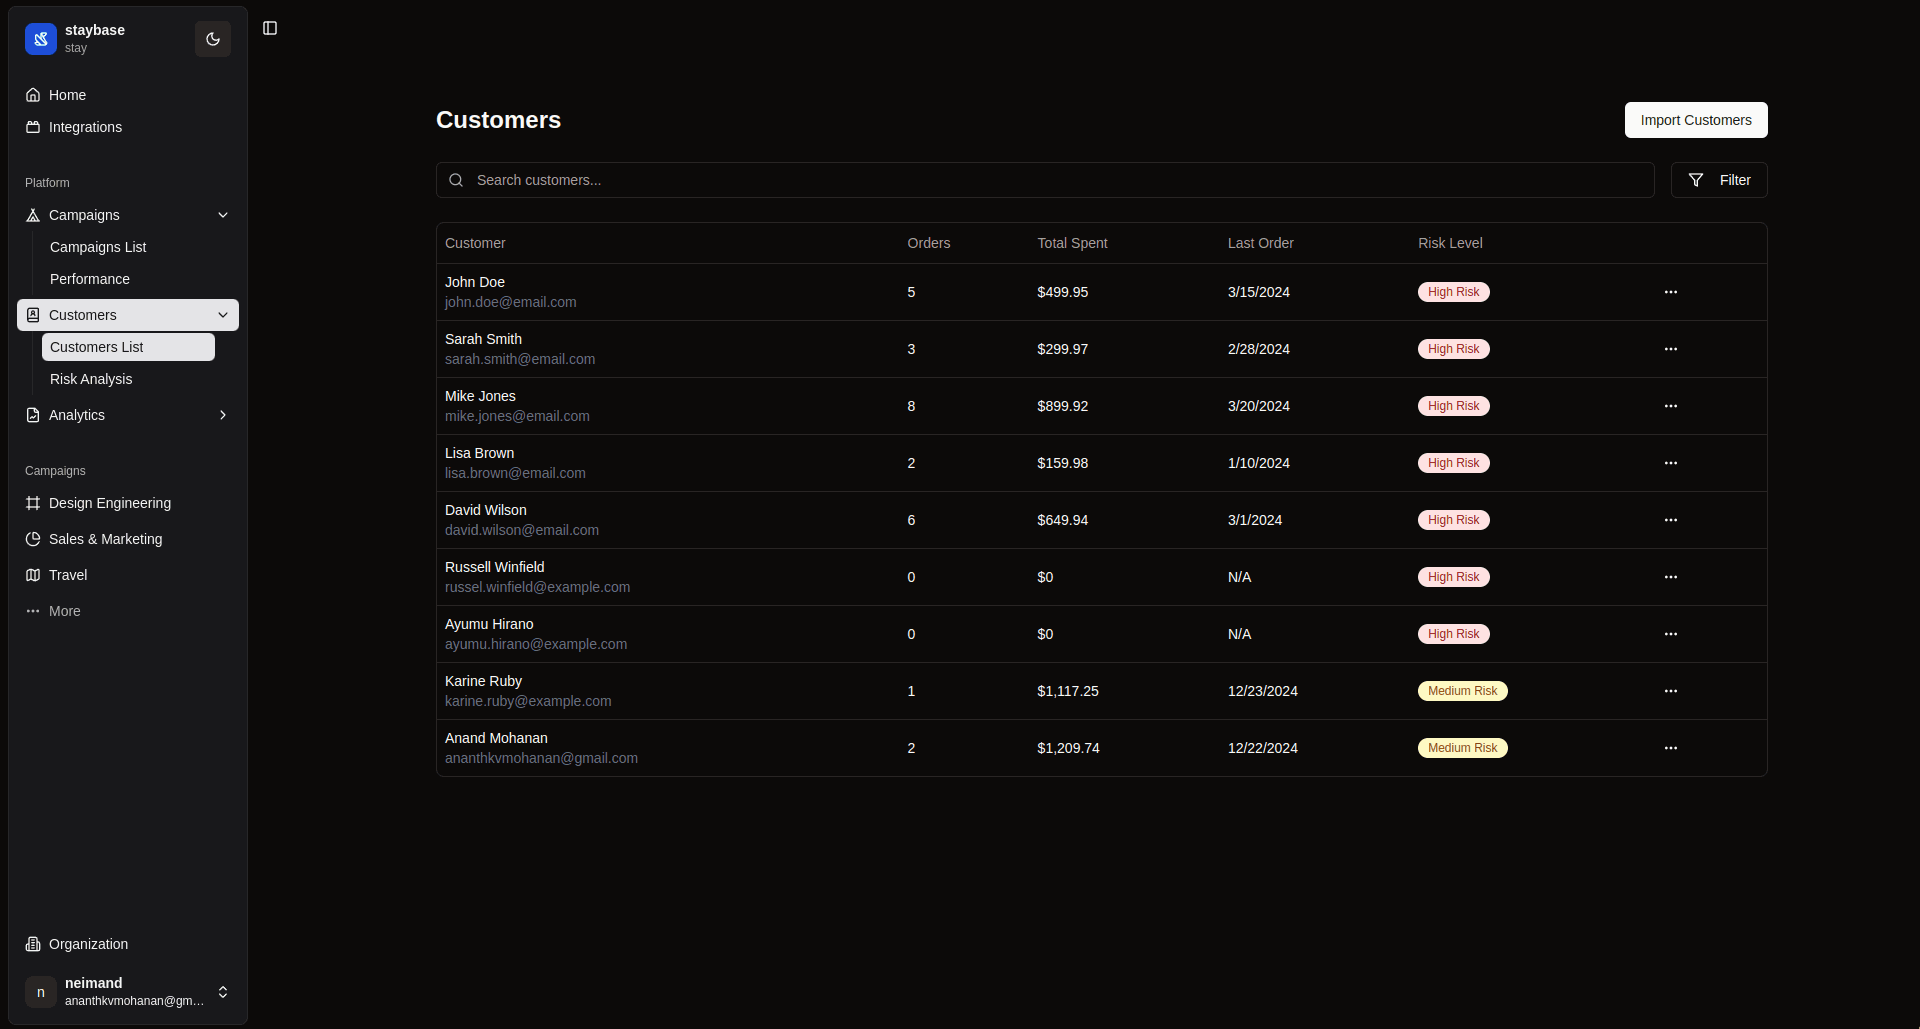 staybase
stay
Home
Integrations
Platform
Campaigns
Campaigns List
Performance
Customers
Customers List
Risk Analysis
Analytics
Campaigns
Design Engineering
Sales & Marketing
Travel
More
Organization
n
neimand
ananthkvmohanan@gm...
Customers
Import Customers
Search customers...
Filter
Customer Orders Total Spent Last Order Risk Level
John Doe
john.doe@email.com
5 $499.95 3/15/2024 High Risk
Sarah Smith
sarah.smith@email.com
3 $299.97 2/28/2024 High Risk
Mike Jones
mike.jones@email.com
8 $899.92 3/20/2024 High Risk
Lisa Brown
lisa.brown@email.com
2 $159.98 1/10/2024 High Risk
David Wilson
david.wilson@email.com
6 $649.94 3/1/2024 High Risk
Russell Winfield
russel.winfield@example.com
0 $0 N/A High Risk
Ayumu Hirano
ayumu.hirano@example.com
0 $0 N/A High Risk
Karine Ruby
karine.ruby@example.com
1 $1,117.25 12/23/2024 Medium Risk
Anand Mohanan
ananthkvmohanan@gmail.com
2 $1,209.74 12/22/2024 Medium Risk